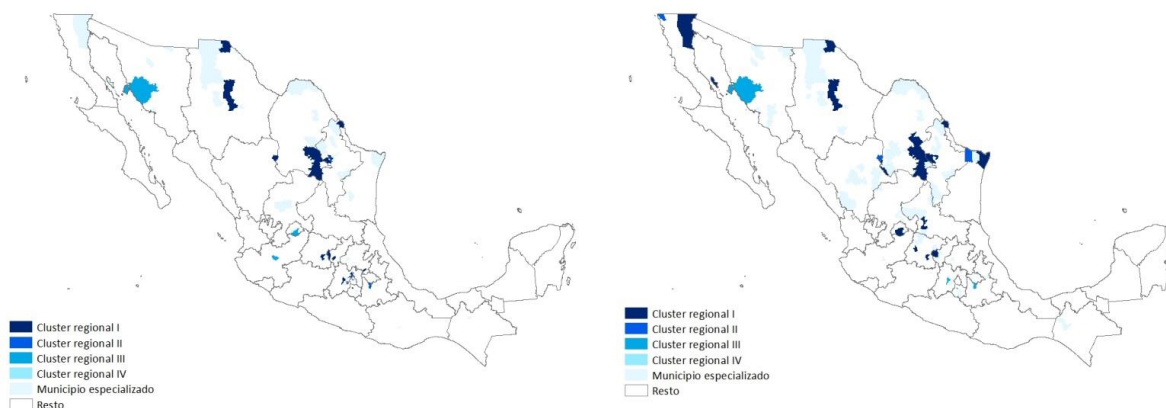 Cluster regional I
Cluster regional II
Cluster regional III
Cluster regional IV
Municipio especializado
Resto
Cluster regional I
Cluster regional II
Cluster regional III
Cluster regional IV
Municipio especializado
Resto